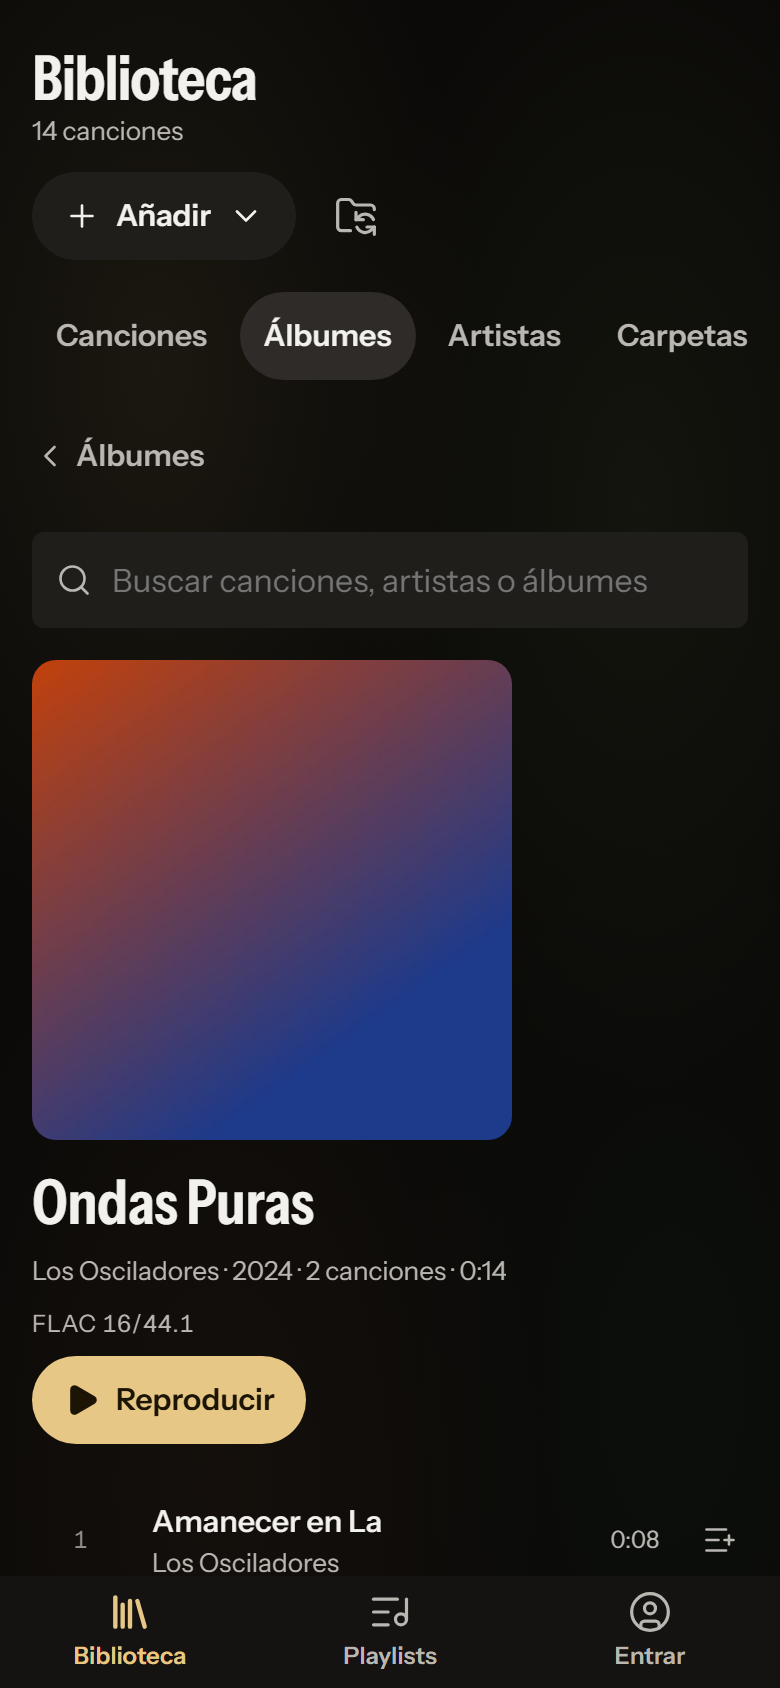 Biblioteca
14 canciones
Añadir
Canciones Álbumes Artistas Carpetas
Álbumes
Buscar canciones, artistas o álbumes
Ondas Puras
Los Osciladores · 2024 · 2 canciones · 0:14
FLAC 16/44.1
Reproducir
1 Amanecer en La 0:08
Los Osciladores
Biblioteca Playlists Entrar